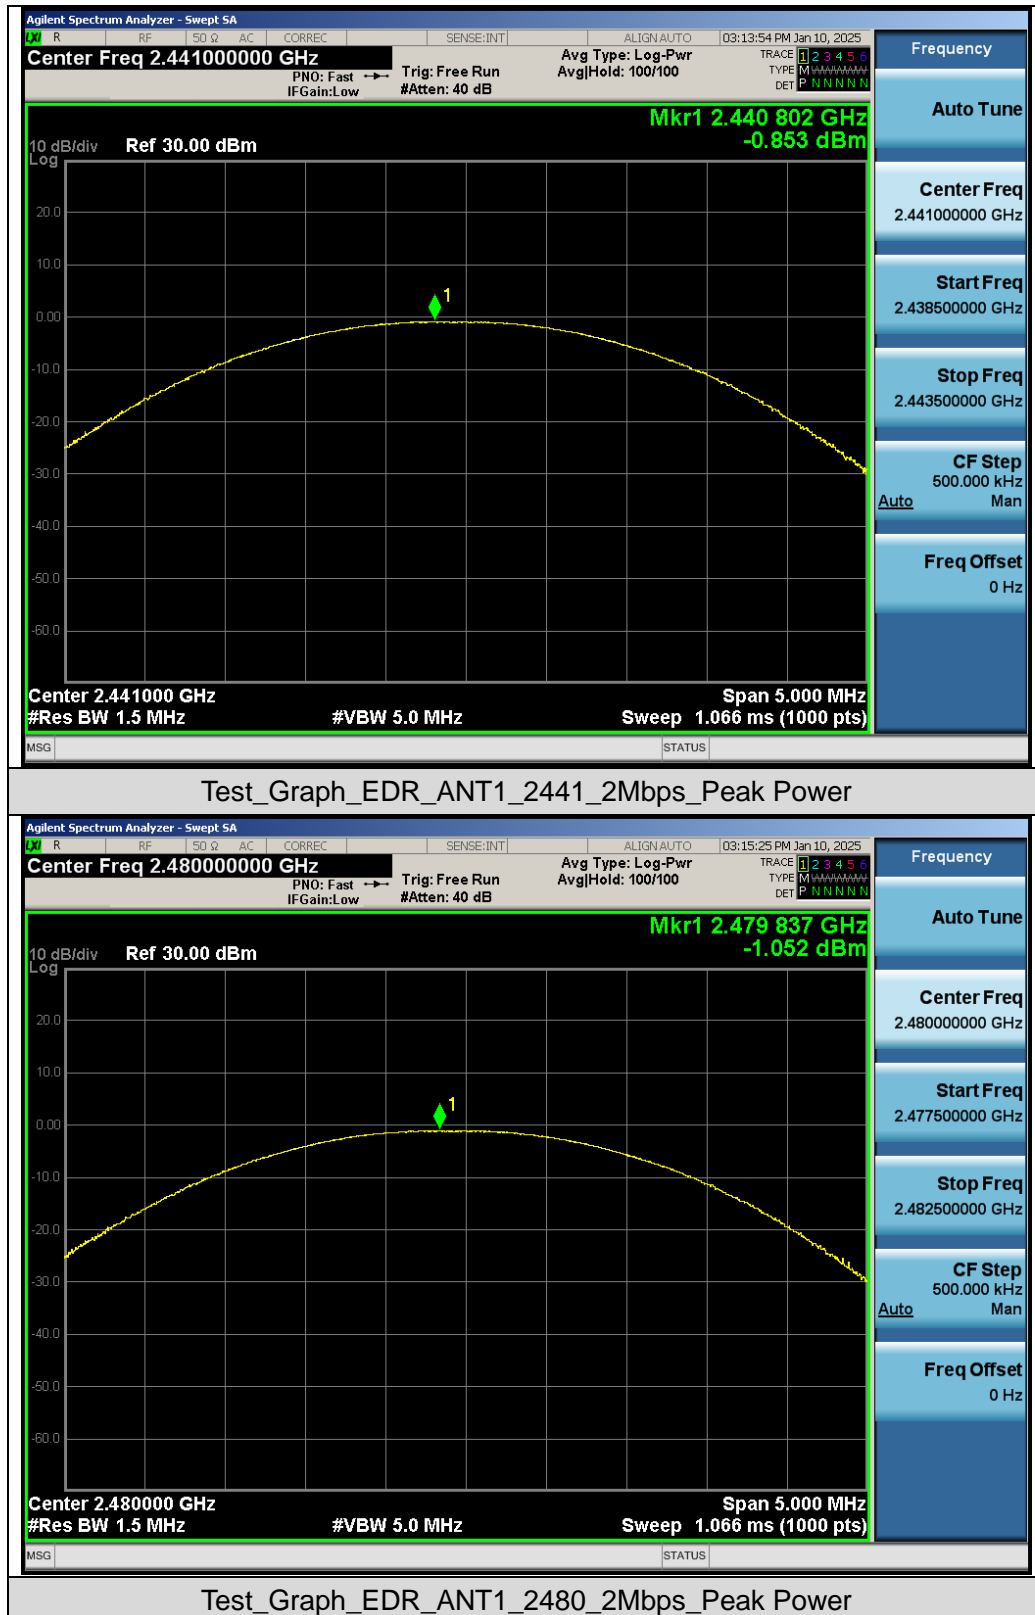 Agilent Spectrum Analyzer - Swept SA
LXI R RF 50 Ω AC CORREC SENSE:INT ALIGN AUTO 03:13:54 PM Jan 10, 2025
Center Freq 2.441000000 GHz
PNO: Fast
IFGain:Low
Trig: Free Run
#Atten: 40 dB
Avg Type: Log-Pwr
Avg|Hold: 100/100
TRACE 1 2 3 4 5 6
TYPE M
DET P N N N N N
Mkr1 2.440 802 GHz
-0.853 dBm
10 dB/div Ref 30.00 dBm
Log
20.0
10.0
0.00
-10.0
-20.0
-30.0
-40.0
-50.0
-60.0
1
Center 2.441000 GHz Span 5.000 MHz
#Res BW 1.5 MHz #VBW 5.0 MHz Sweep 1.066 ms (1000 pts)
MSG STATUS
Frequency
Auto Tune
Center Freq
2.441000000 GHz
Start Freq
2.438500000 GHz
Stop Freq
2.443500000 GHz
CF Step
500.000 kHz
Auto Man
Freq Offset
0 Hz
Test_Graph_EDR_ANT1_2441_2Mbps_Peak Power
Agilent Spectrum Analyzer - Swept SA
LXI R RF 50 Ω AC CORREC SENSE:INT ALIGN AUTO 03:15:25 PM Jan 10, 2025
Center Freq 2.480000000 GHz
PNO: Fast
IFGain:Low
Trig: Free Run
#Atten: 40 dB
Avg Type: Log-Pwr
Avg|Hold: 100/100
TRACE 1 2 3 4 5 6
TYPE M
DET P N N N N N
Mkr1 2.479 837 GHz
-1.052 dBm
10 dB/div Ref 30.00 dBm
Log
20.0
10.0
0.00
-10.0
-20.0
-30.0
-40.0
-50.0
-60.0
1
Center 2.480000 GHz Span 5.000 MHz
#Res BW 1.5 MHz #VBW 5.0 MHz Sweep 1.066 ms (1000 pts)
MSG STATUS
Frequency
Auto Tune
Center Freq
2.480000000 GHz
Start Freq
2.477500000 GHz
Stop Freq
2.482500000 GHz
CF Step
500.000 kHz
Auto Man
Freq Offset
0 Hz
Test_Graph_EDR_ANT1_2480_2Mbps_Peak Power